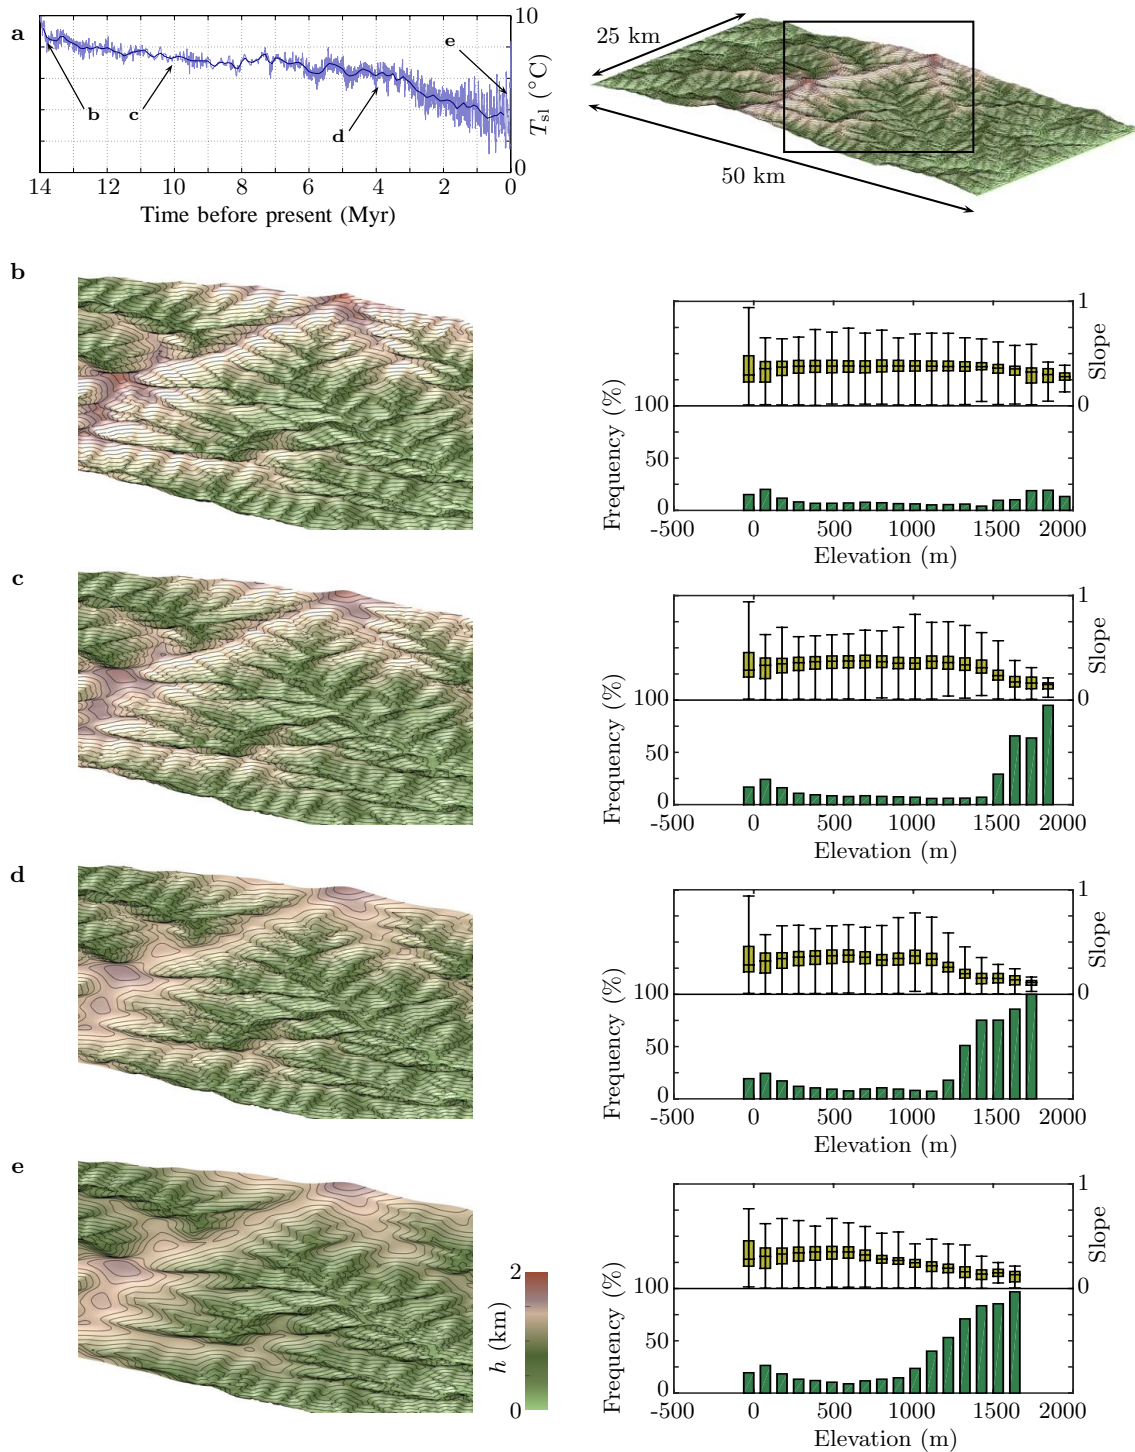 a
10
e
b
c
d
T_sl (°C)
0
14 12 10 8 6 4 2 0
Time before present (Myr)
25 km
50 km
b
1
Slope
0
Frequency (%)
100
50
0
-500 0 500 1000 1500 2000
Elevation (m)
c
1
Slope
0
Frequency (%)
100
50
0
-500 0 500 1000 1500 2000
Elevation (m)
d
1
Slope
0
Frequency (%)
100
50
0
-500 0 500 1000 1500 2000
Elevation (m)
e
2
h (km)
0
1
Slope
0
Frequency (%)
100
50
0
-500 0 500 1000 1500 2000
Elevation (m)